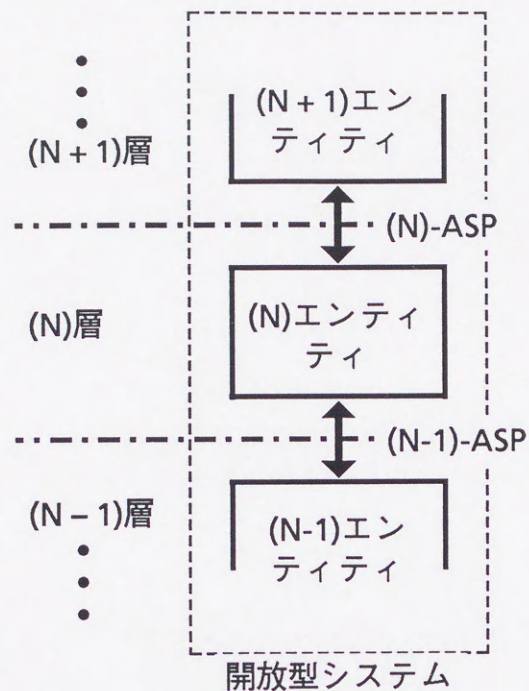 (N + 1)エン
ティティ
(N + 1)層
(N)-ASP
(N)層
(N)エンティ
ティ
(N-1)-ASP
(N – 1)層
(N-1)エン
ティティ
開放型システム